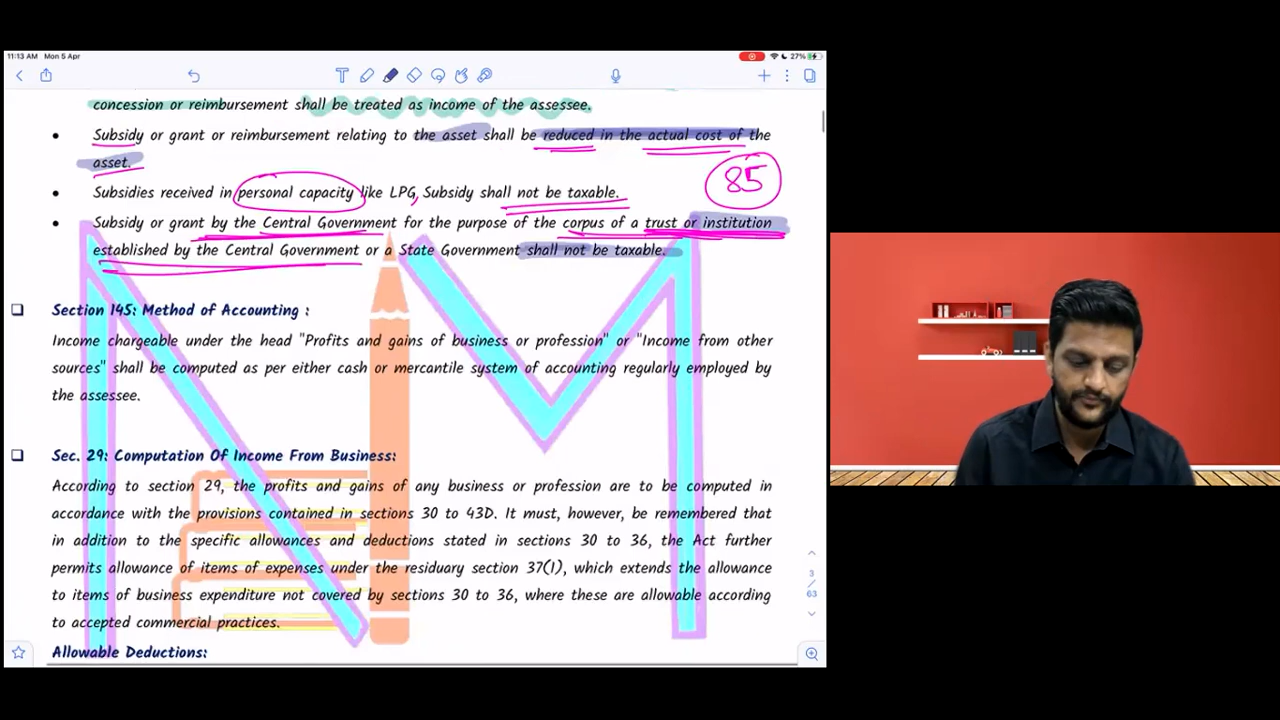 11:13 AM Mon 5 Apr
27%
concession or reimbursement shall be treated as income of the assessee.
• Subsidy or grant or reimbursement relating to the asset shall be reduced in the actual cost of the
asset.
85
• Subsidies received in personal capacity like LPG, Subsidy shall not be taxable.
• Subsidy or grant by the Central Government for the purpose of the corpus of a trust or institution
established by the Central Government or a State Government shall not be taxable.
Section 145: Method of Accounting :
Income chargeable under the head "Profits and gains of business or profession" or "Income from other
sources" shall be computed as per either cash or mercantile system of accounting regularly employed by
the assessee.
Sec. 29: Computation Of Income From Business:
According to section 29, the profits and gains of any business or profession are to be computed in
accordance with the provisions contained in sections 30 to 43D. It must, however, be remembered that
in addition to the specific allowances and deductions stated in sections 30 to 36, the Act further
permits allowance of items of expenses under the residuary section 37(1), which extends the allowance
to items of business expenditure not covered by sections 30 to 36, where these are allowable according
to accepted commercial practices.
3
/
63
Allowable Deductions: